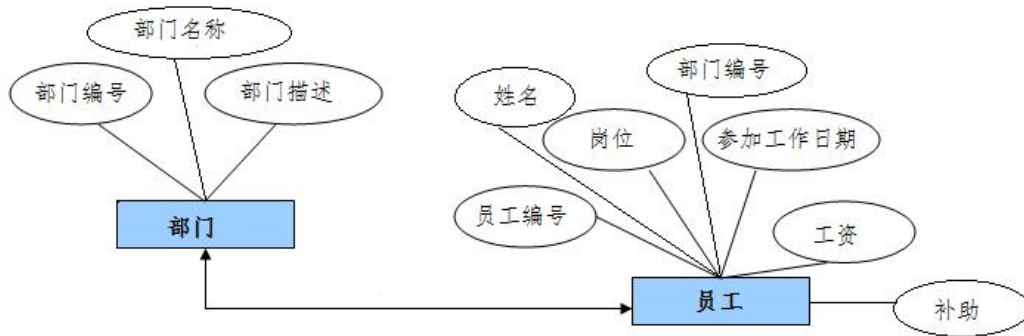 部门名称
部门编号
部门描述
部门
姓名
部门编号
岗位
参加工作日期
员工编号
工资
员工
补助